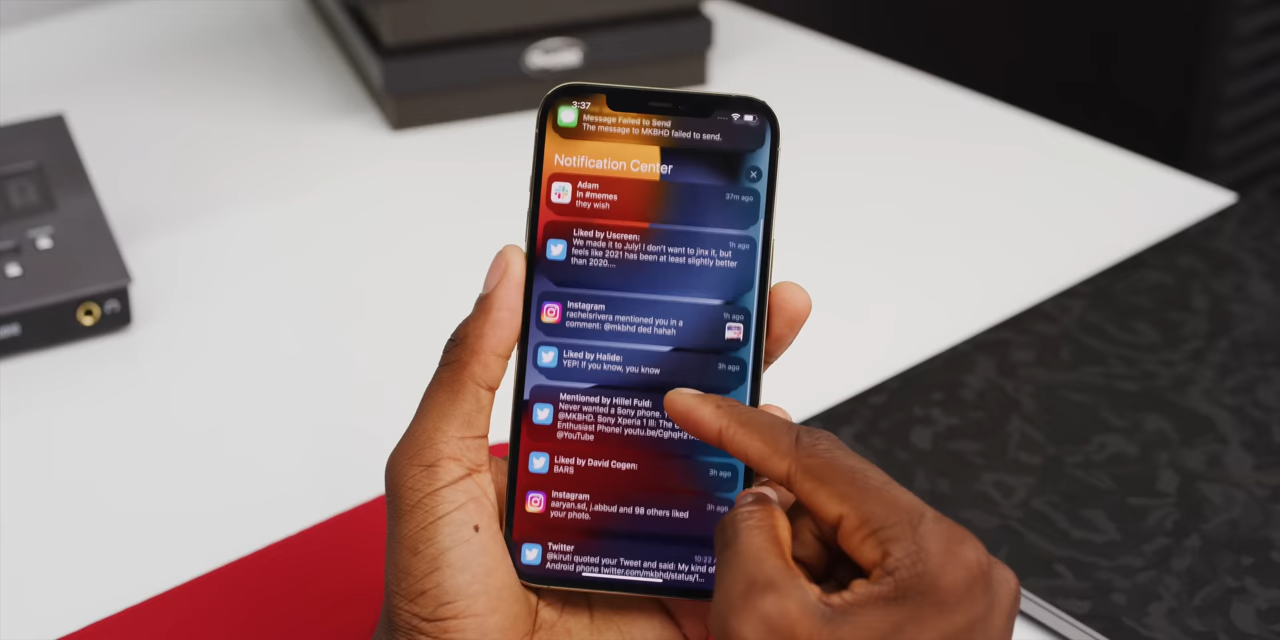 3:37
Message Failed to Send
The message to MKBHD failed to send.
Notification Center
Adam
37m ago
In #memes
they wish
Liked by Uscreen:
1h ago
We made it to July! I don't want to jinx it, but
feels like 2021 has been at least slightly better
than 2020....
Instagram
1h ago
rachelsrivera mentioned you in a
comment: @mkbhd ded hahah
Liked by Halide:
3h ago
YEP! If you know, you know
Mentioned by Hillel Fuld:
Never wanted a Sony phone.
@MKBHD. Sony Xperia 1 III: The
Enthusiast Phone! youtu.be/CghqH21
@YouTube
Liked by David Cogen:
3h ago
BARS
Instagram
3h ago
aaryan.sd, j.abbud and 98 others liked
your photo.
Twitter
10:22
@kiruti quoted your Tweet and said: My kind of
Android phone twitter.com/mkbhd/status/1...